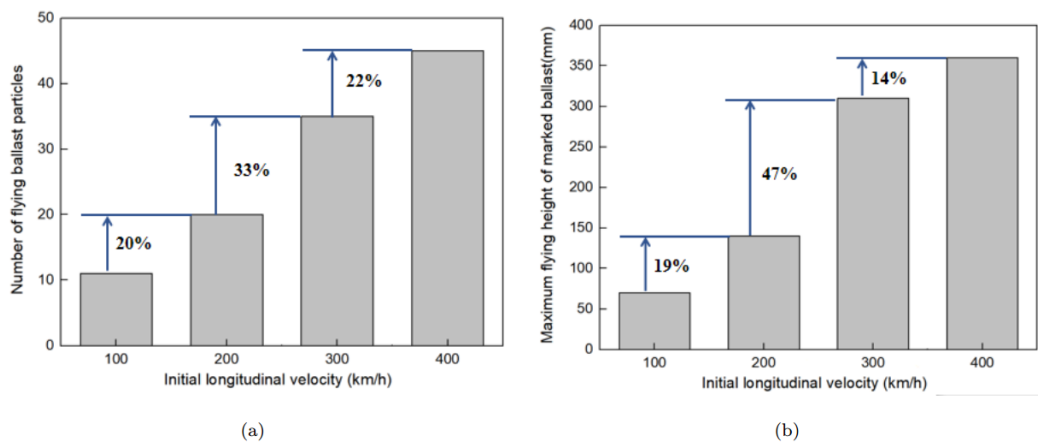 50
40
30
20
10
0
20%
33%
22%
100 200 300 400
Number of flying ballast particles
Initial longitudinal velocity (km/h)
(a)
400
350
300
250
200
150
100
50
0
19%
47%
14%
100 200 300 400
Maximum flying height of marked ballast(mm)
Initial longitudinal velocity (km/h)
(b)